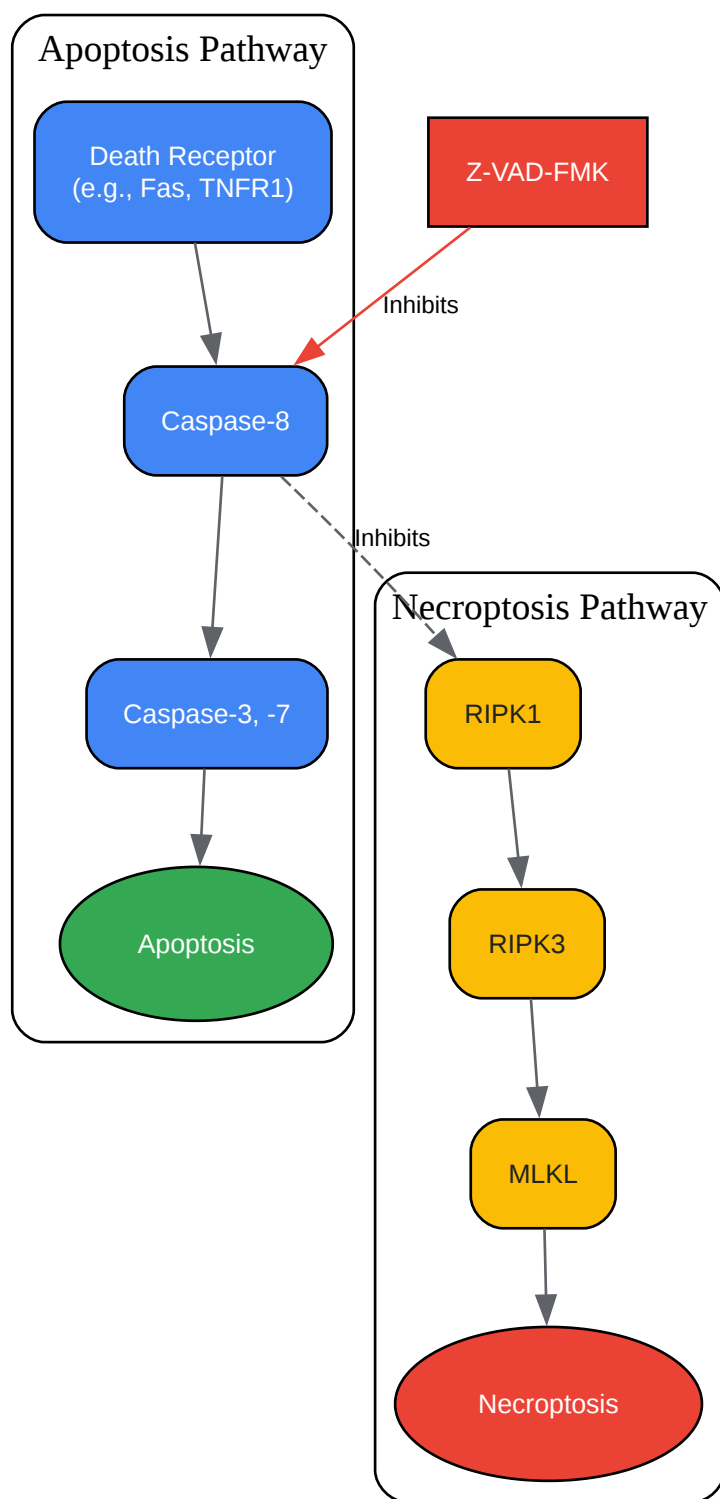 Apoptosis Pathway
Death Receptor
(e.g., Fas, TNFR1)
Z-VAD-FMK
Inhibits
Caspase-8
Inhibits
Necroptosis Pathway
Caspase-3, -7
RIPK1
Apoptosis
RIPK3
MLKL
Necroptosis